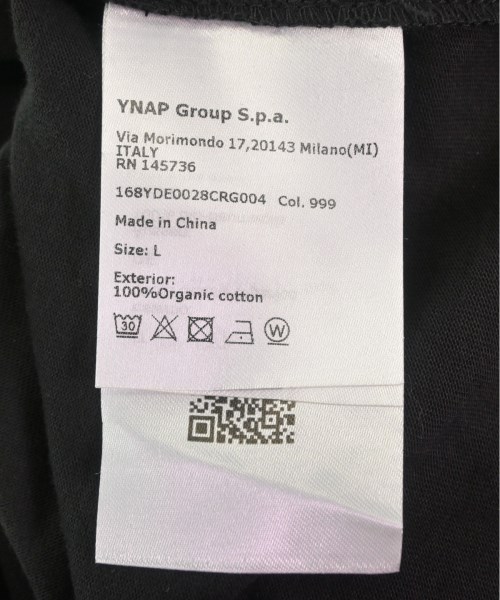 YNAP Group S.p.a.
Via Morimondo 17,20143 Milano(MI)
ITALY
RN 145736
168YDE0028CRG004 Col. 999
Made in China
Size: L
Exterior:
100%Organic cotton
30
W